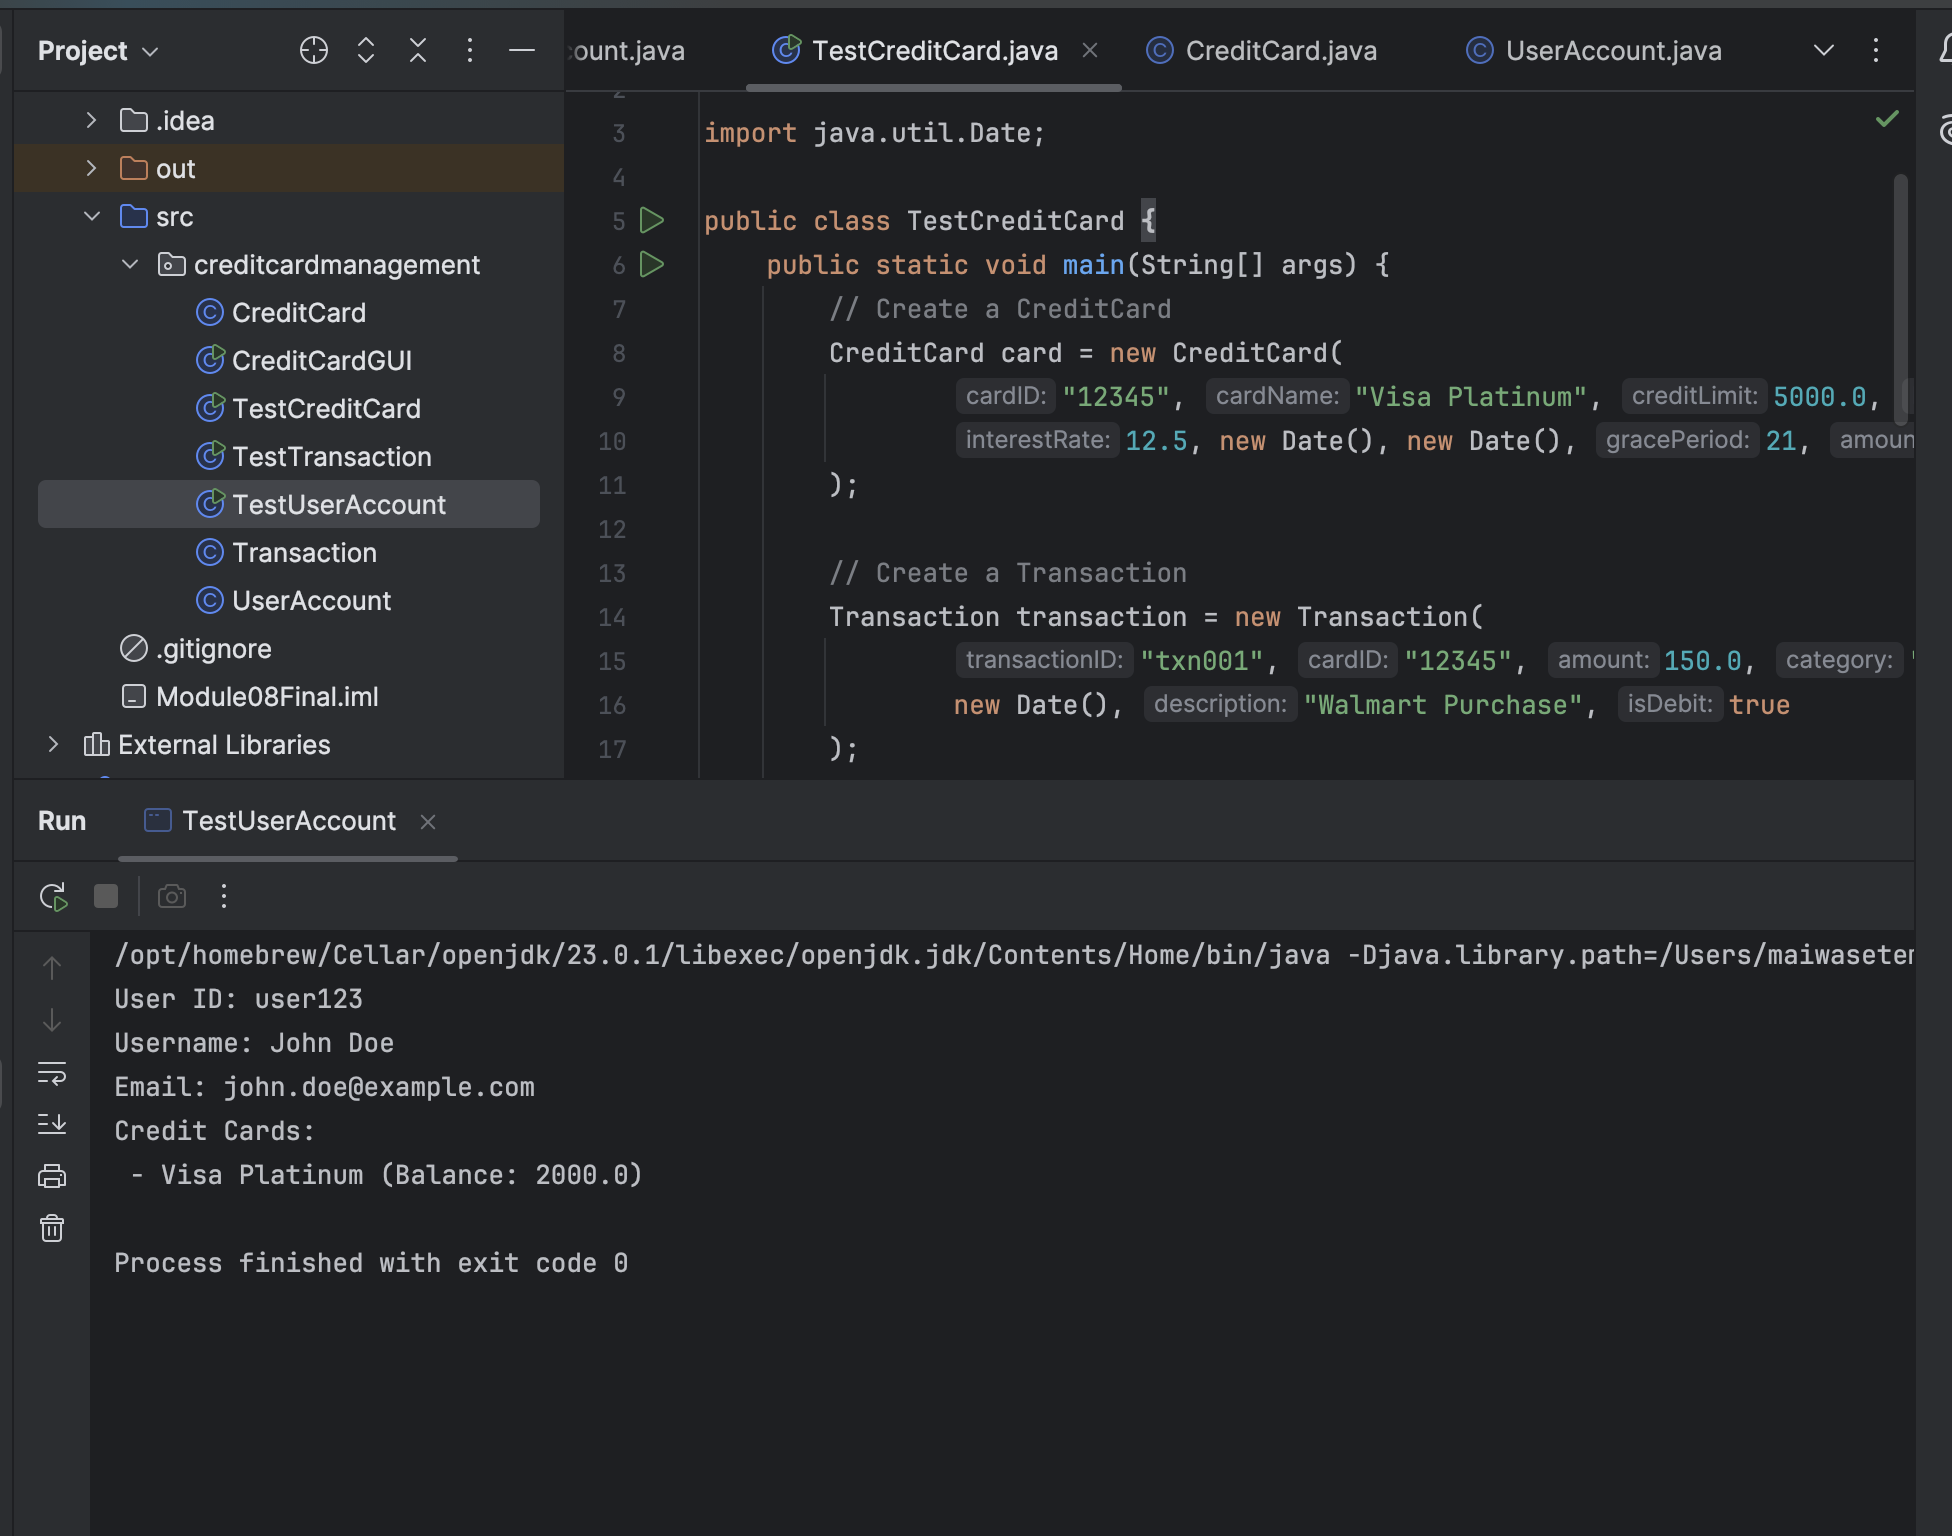 Project
.idea
out
src
creditcardmanagement
CreditCard
CreditCardGUI
TestCreditCard
TestTransaction
TestUserAccount
Transaction
UserAccount
.gitignore
Module08Final.iml
External Libraries
ount.java
TestCreditCard.java
CreditCard.java
UserAccount.java
3 import java.util.Date;
4
5 public class TestCreditCard {
6 public static void main(String[] args) {
7 // Create a CreditCard
8 CreditCard card = new CreditCard(
9 cardID: "12345", cardName: "Visa Platinum", creditLimit: 5000.0,
10 interestRate: 12.5, new Date(), new Date(), gracePeriod: 21, amoun
11 );
12
13 // Create a Transaction
14 Transaction transaction = new Transaction(
15 transactionID: "txn001", cardID: "12345", amount: 150.0, category: "
16 new Date(), description: "Walmart Purchase", isDebit: true
17 );
Run
TestUserAccount
/opt/homebrew/Cellar/openjdk/23.0.1/libexec/openjdk.jdk/Contents/Home/bin/java -Djava.library.path=/Users/maiwaseter
User ID: user123
Username: John Doe
Email: john.doe@example.com
Credit Cards:
 - Visa Platinum (Balance: 2000.0)
Process finished with exit code 0